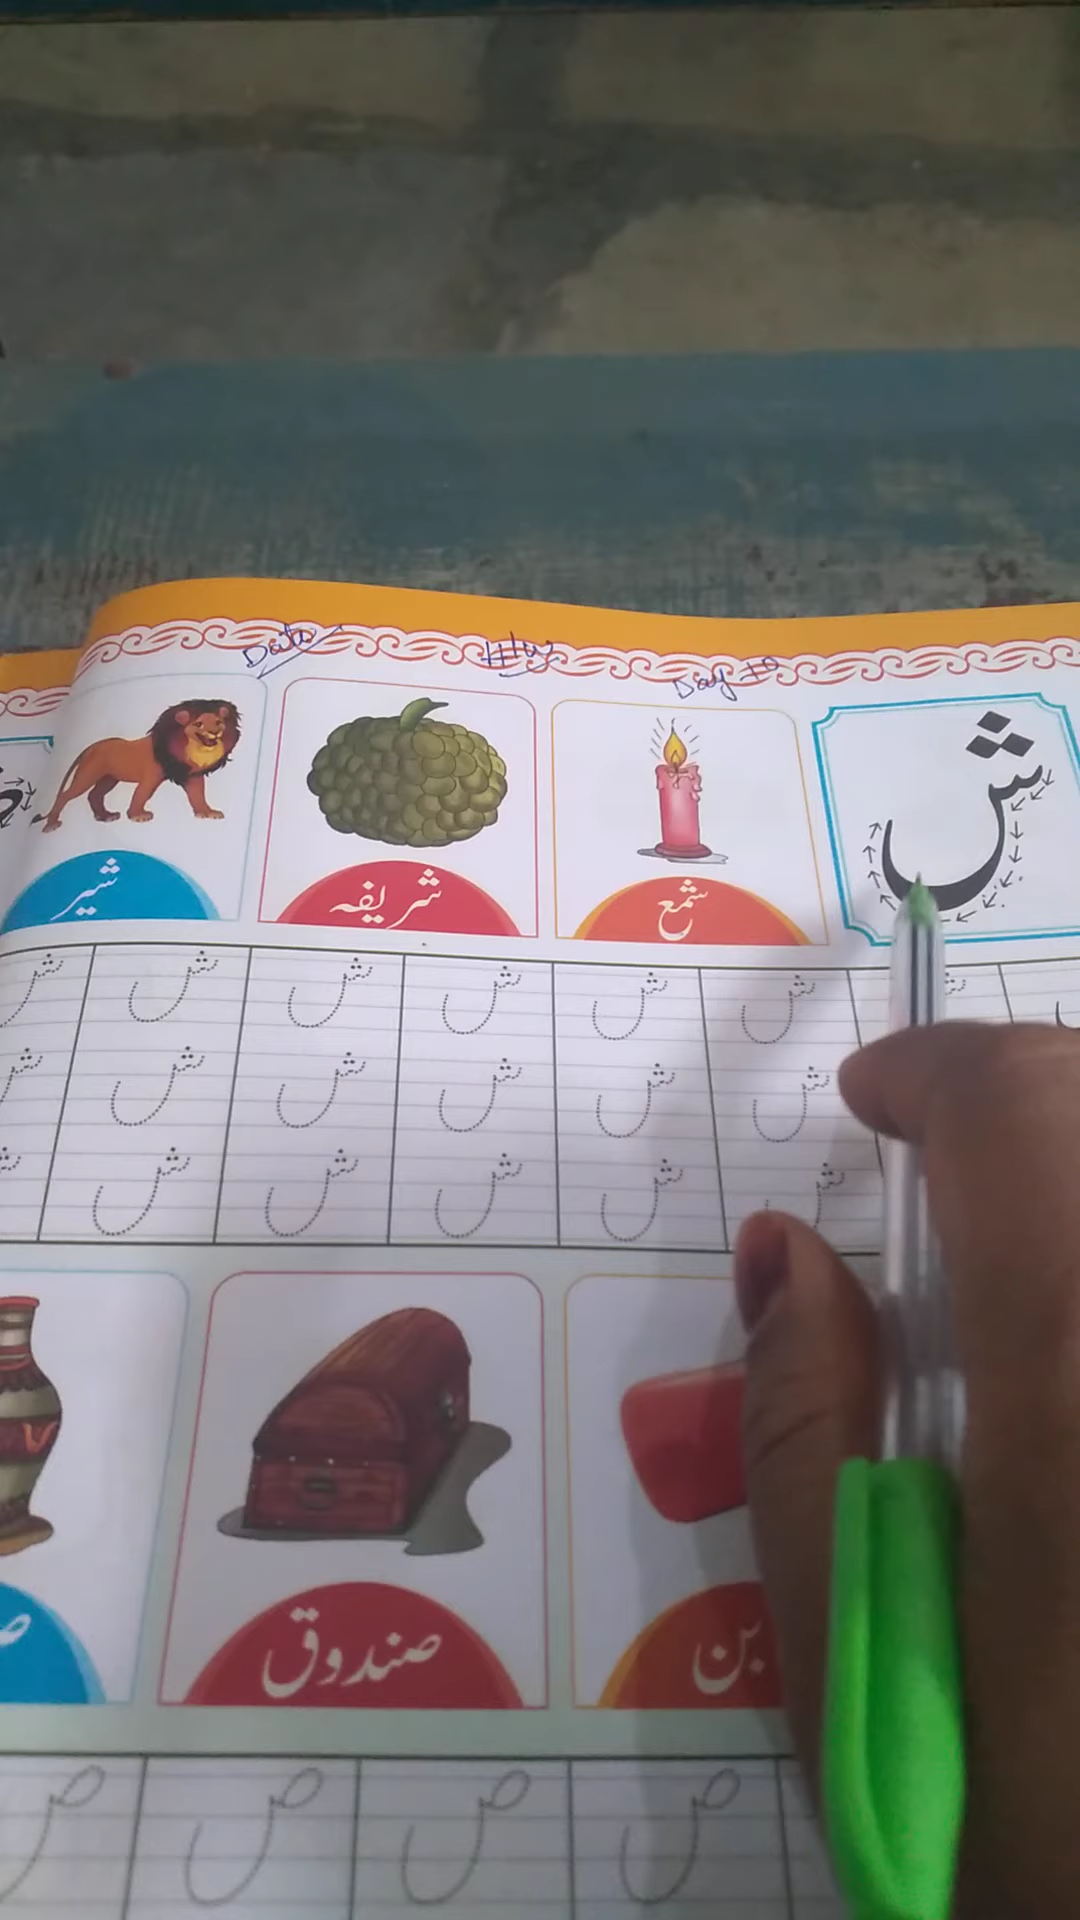 Date H/w Day 10
ش
شمع شریفہ شیر
ش ش ش ش ش ش ش
ش ش ش ش ش ش
ش ش ش ش ش ش
صندوق
ص ص ص ص